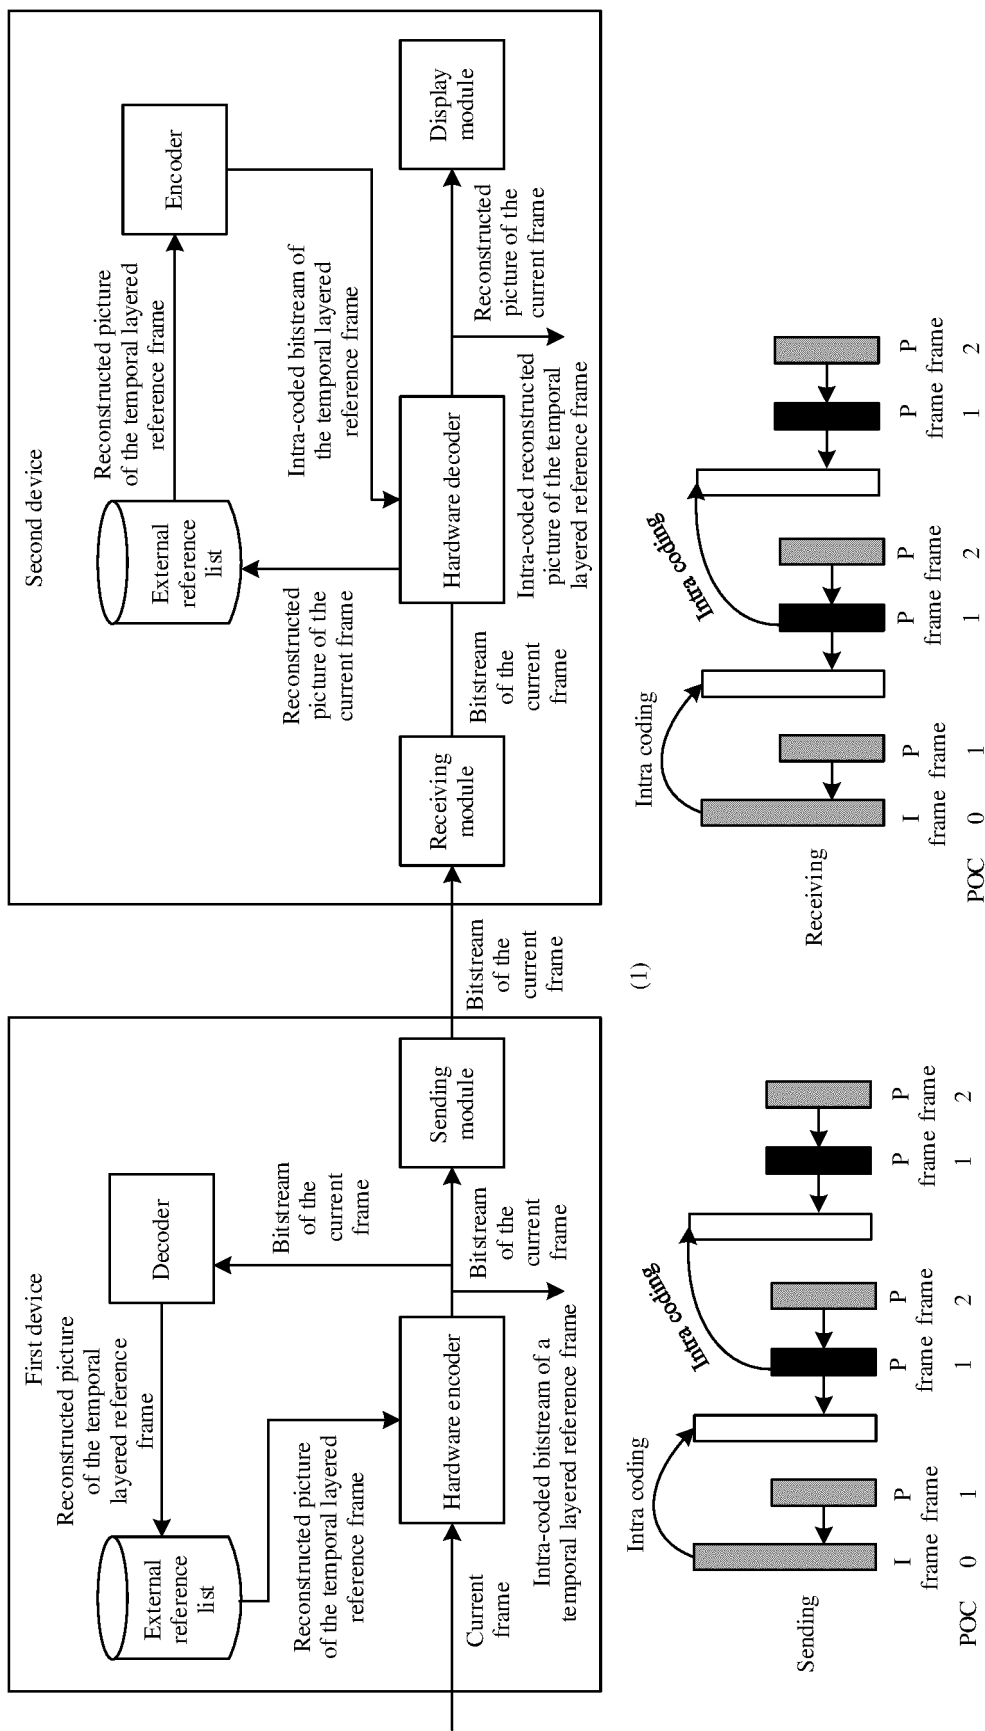 First device
Reconstructed picture
of the temporal
layered reference
frame
Decoder
Bitstream
of the
current
frame
External
reference
list
Reconstructed picture
of the temporal layered
reference frame
Current
frame
Hardware encoder
Bitstream
of the
current
frame
Intra-coded bitstream of a
temporal layered reference frame
Sending
module
Bitstream
of the
current
frame
Second device
External
reference
list
Reconstructed picture
of the temporal layered
reference frame
Encoder
Reconstructed
picture of the
current frame
Intra-coded bitstream of
the temporal layered
reference frame
Receiving
module
Bitstream
of the
current
frame
Hardware decoder
Intra-coded reconstructed
picture of the temporal
layered reference frame
Reconstructed
picture of the
current frame
Display
module
(1)
Sending
Intra coding
Intra coding
I P P P P P
frame frame frame frame frame frame
POC 0 1 1 2 1 2
Receiving
Intra coding
Intra coding
I P P P P P
frame frame frame frame frame frame
POC 0 1 1 2 1 2